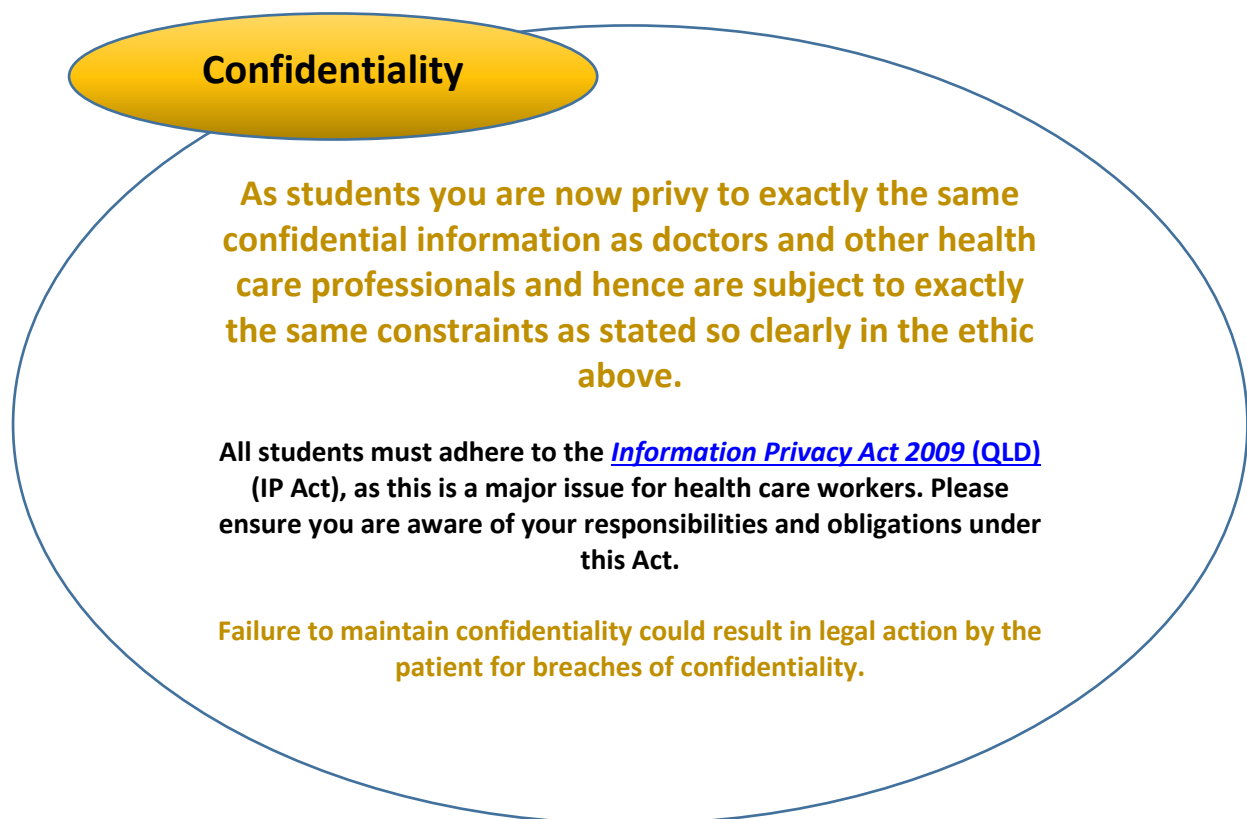 Confidentiality
As students you are now privy to exactly the same
confidential information as doctors and other health
care professionals and hence are subject to exactly
the same constraints as stated so clearly in the ethic
above.
All students must adhere to the Information Privacy Act 2009 (QLD)
(IP Act), as this is a major issue for health care workers. Please
ensure you are aware of your responsibilities and obligations under
this Act.
Failure to maintain confidentiality could result in legal action by the
patient for breaches of confidentiality.